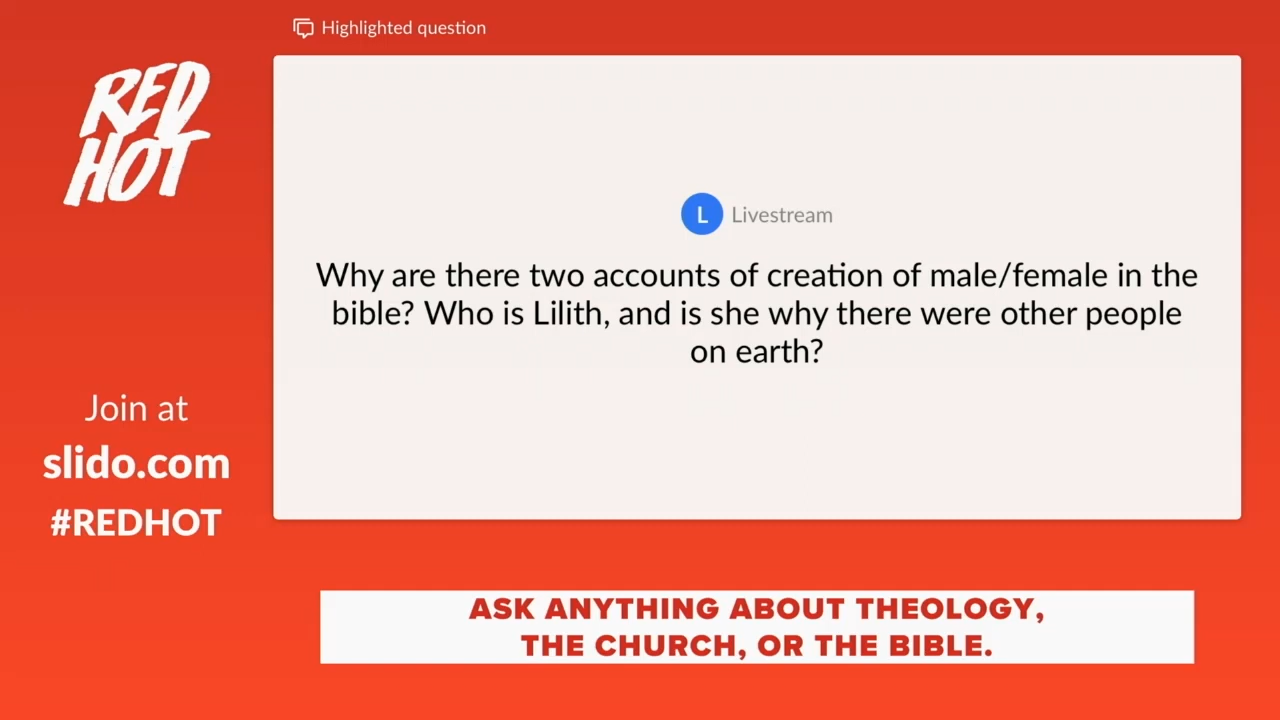 Highlighted question
RED
HOT
L Livestream
Why are there two accounts of creation of male/female in the
bible? Who is Lilith, and is she why there were other people
on earth?
Join at
slido.com
#REDHOT
ASK ANYTHING ABOUT THEOLOGY,
THE CHURCH, OR THE BIBLE.